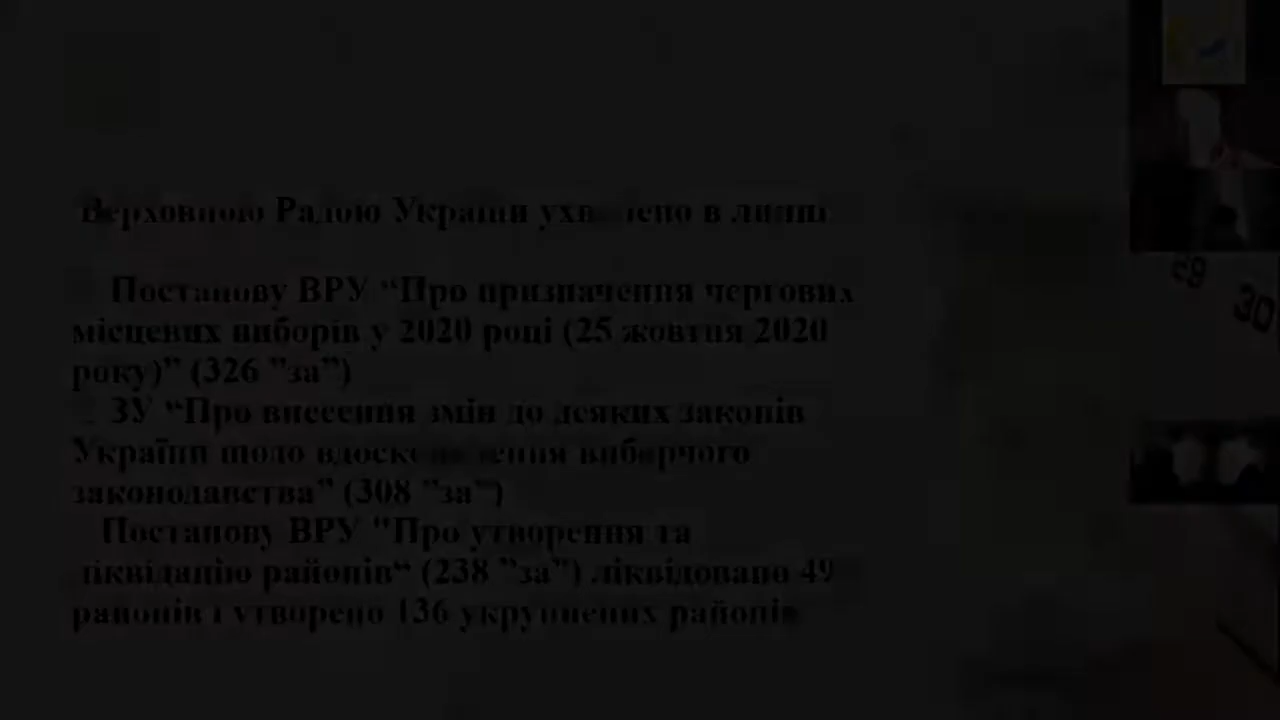 Верховною Радою України ухвалено в липні
Постанову ВРУ “Про призначення чергових
місцевих виборів у 2020 році (25 жовтня 2020
року)” (326 ”за”)
ЗУ “Про внесення змін до деяких законів
України щодо вдосконалення виборчого
законодавства” (308 ”за”)
Постанову ВРУ "Про утворення та
ліквідацію районів“ (238 ”за”) ліквідовано 49
районів і утворено 136 укрупнених районів
30